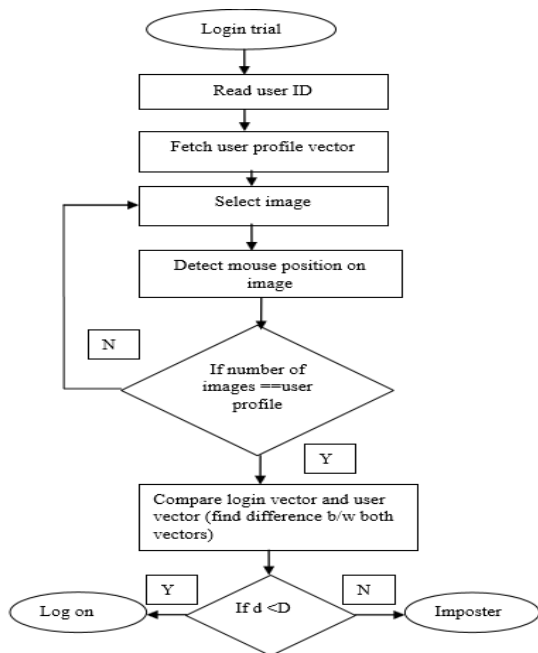 Login trial
Read user ID
Fetch user profile vector
Select image
Detect mouse position on
image
N
If number of
images ==user
profile
Y
Compare login vector and user
vector (find difference b/w both
vectors)
Y
N
Log on
If d <D
Imposter